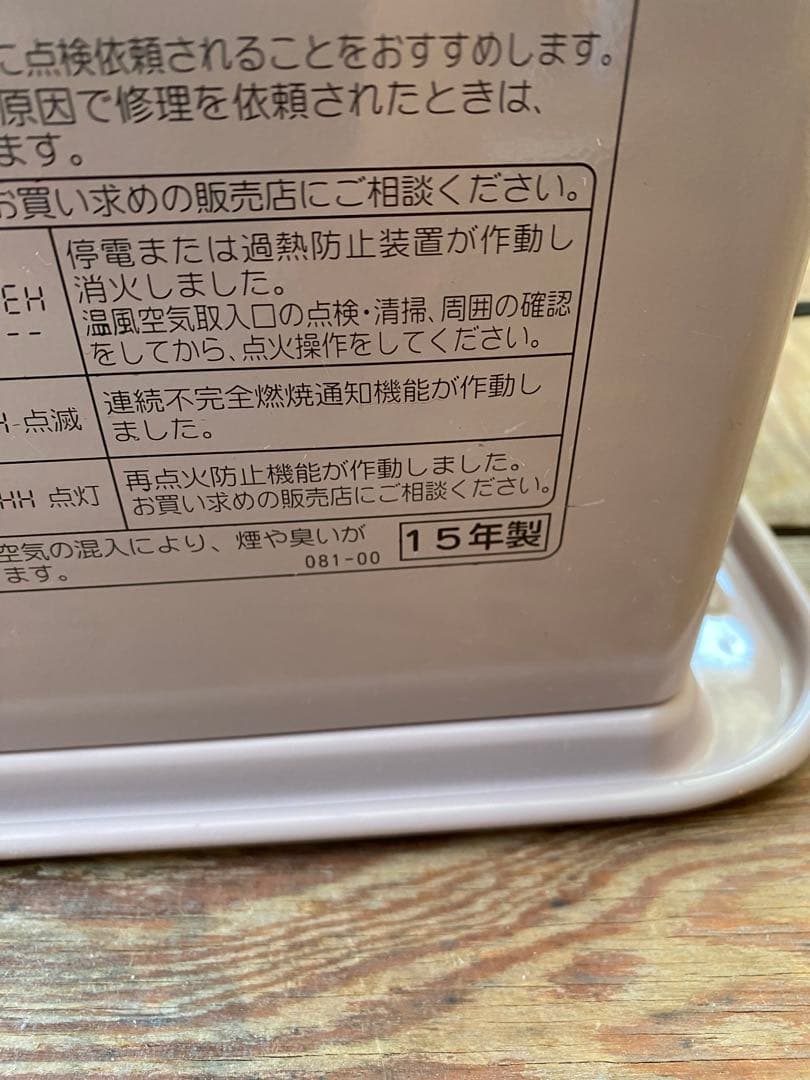 に点検依頼されることをおすすめします。
原因で修理を依頼されたときは、
ます。
お買い求めの販売店にご相談ください。
EH
--
停電または過熱防止装置が作動し
消火しました。
温風空気取入口の点検・清掃、周囲の確認
をしてから、点火操作をしてください。
H-点滅
連続不完全燃焼通知機能が作動し
ました。
HH 点灯
再点火防止機能が作動しました。
お買い求めの販売店にご相談ください。
空気の混入により、煙や臭いが
ます。
081-00
15年製